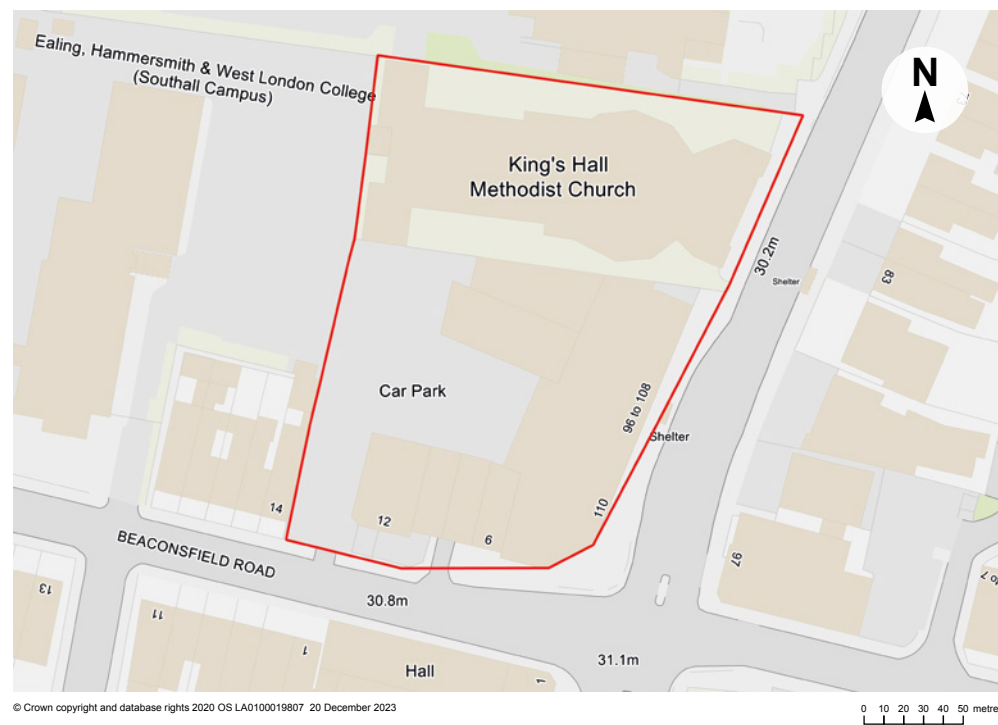 Ealing, Hammersmith & West London College
(Southall Campus)
N
73
King's Hall
Methodist Church
30.2m
Shelter
83
Car Park
96 to 108
Shelter
14
12
6
110
97
BEACONSFIELD ROAD
30.8m
31.1m
13
11
1
Hall
1
© Crown copyright and database rights 2020 OS LA0100019807 20 December 2023
0 10 20 30 40 50 metre